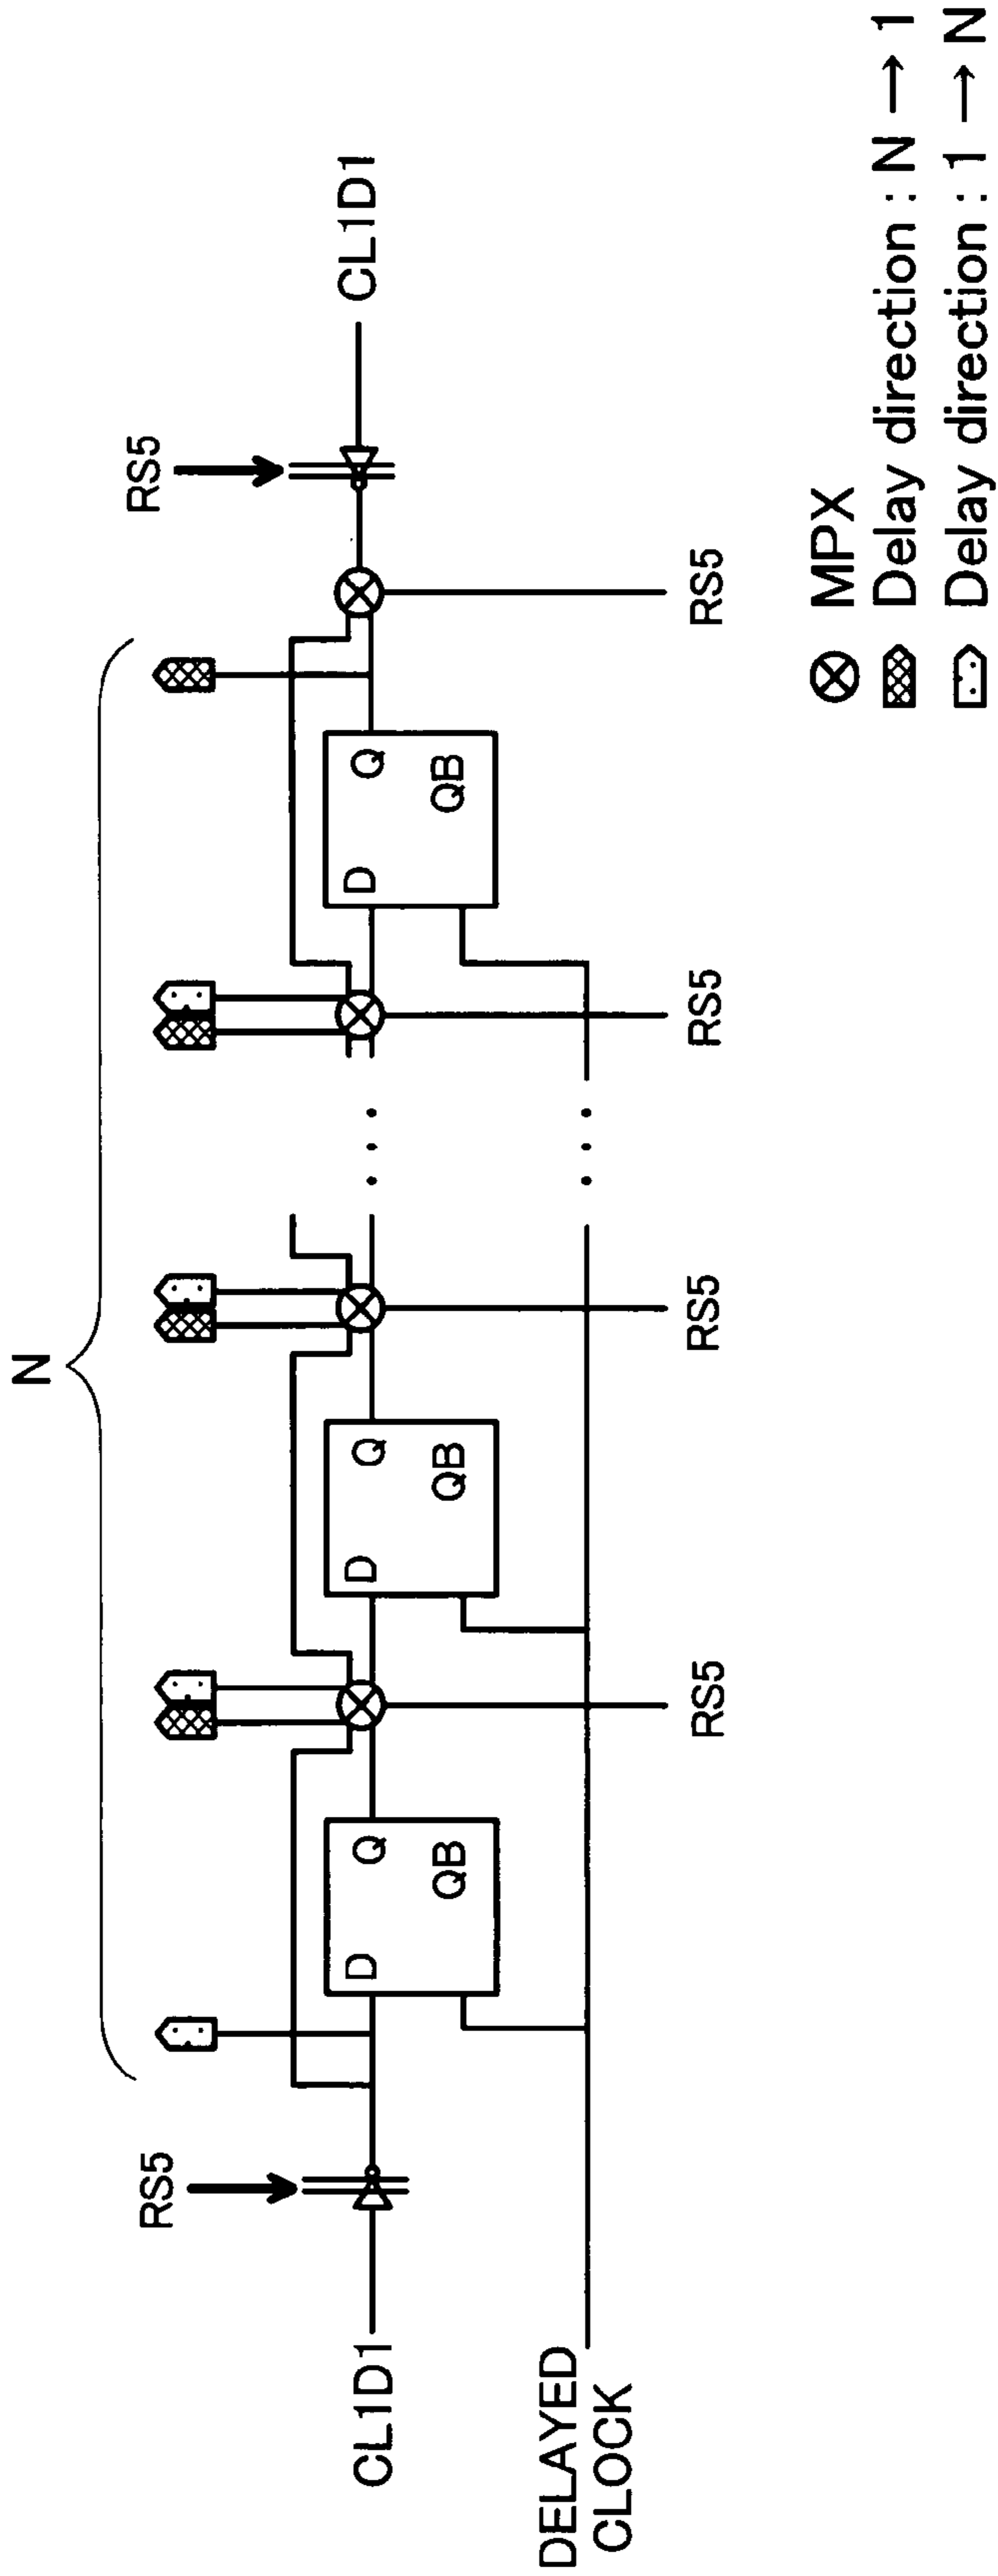 N
RS5
RS5
CL1D1
D
Q
QB
D
Q
QB
D
Q
QB
CL1D1
RS5
RS5
RS5
RS5
DELAYED
CLOCK
MPX
Delay direction : N → 1
Delay direction : 1 → N